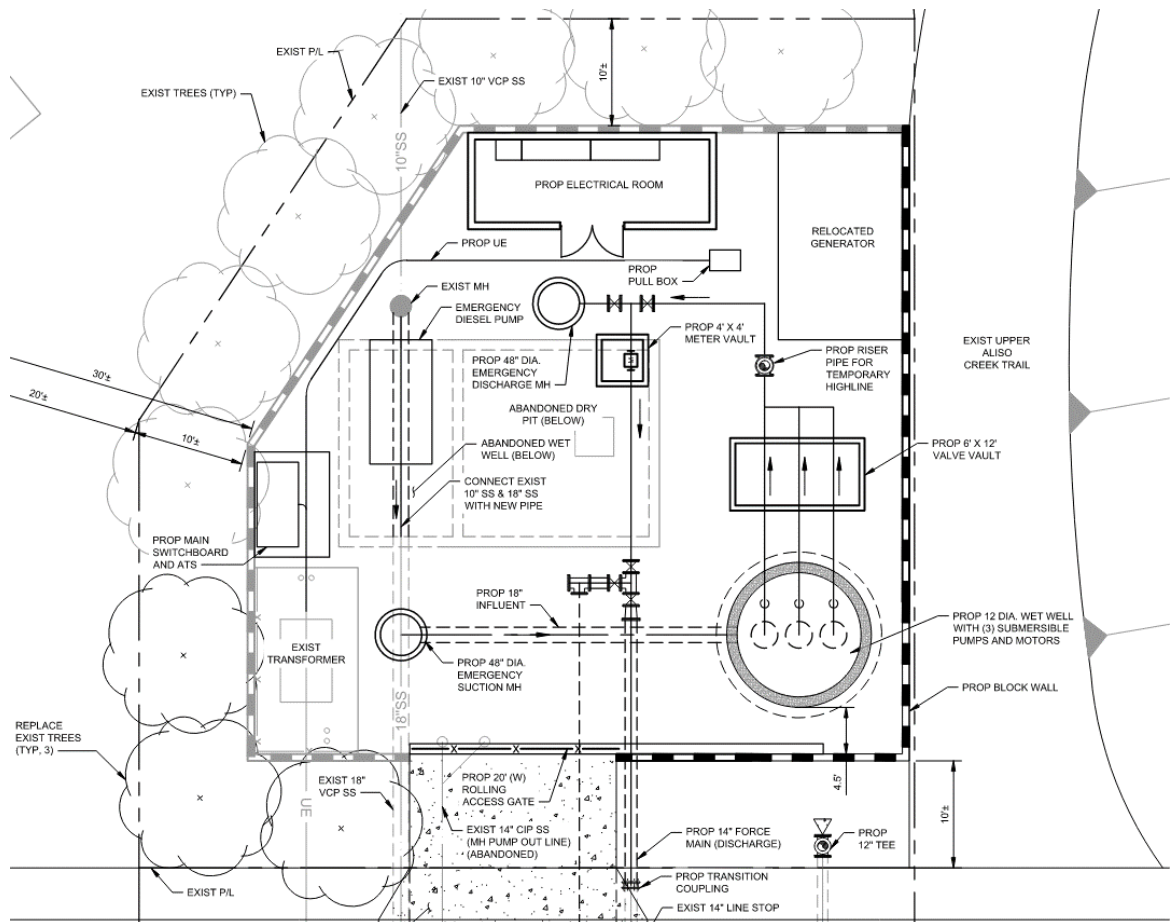 10'±
EXIST P/L
EXIST 10" VCP SS
EXIST TREES (TYP)
10"SS
PROP ELECTRICAL ROOM
RELOCATED
GENERATOR
PROP UE
PROP
PULL BOX
EXIST MH
EMERGENCY
DIESEL PUMP
PROP 4' X 4'
METER VAULT
PROP RISER
PIPE FOR
TEMPORARY
HIGHLINE
EXIST UPPER
ALISO
CREEK TRAIL
PROP 48" DIA.
EMERGENCY
DISCHARGE MH
30'±
20'±
10'±
ABANDONED DRY
PIT (BELOW)
ABANDONED WET
WELL (BELOW)
PROP 6' X 12'
VALVE VAULT
CONNECT EXIST
10" SS & 18" SS
WITH NEW PIPE
PROP MAIN
SWITCHBOARD
AND ATS
PROP 18"
INFLUENT
PROP 12 DIA. WET WELL
WITH (3) SUBMERSIBLE
PUMPS AND MOTORS
EXIST
TRANSFORMER
PROP 48" DIA.
EMERGENCY
SUCTION MH
PROP BLOCK WALL
18"SS
REPLACE
EXIST TREES
(TYP, 3)
EXIST 18"
VCP SS
UE
PROP 20' (W)
ROLLING
ACCESS GATE
4.5'
10'±
EXIST 14" CIP SS
(MH PUMP OUT LINE)
(ABANDONED)
PROP 14" FORCE
MAIN (DISCHARGE)
PROP
12" TEE
PROP TRANSITION
COUPLING
EXIST P/L
EXIST 14" LINE STOP